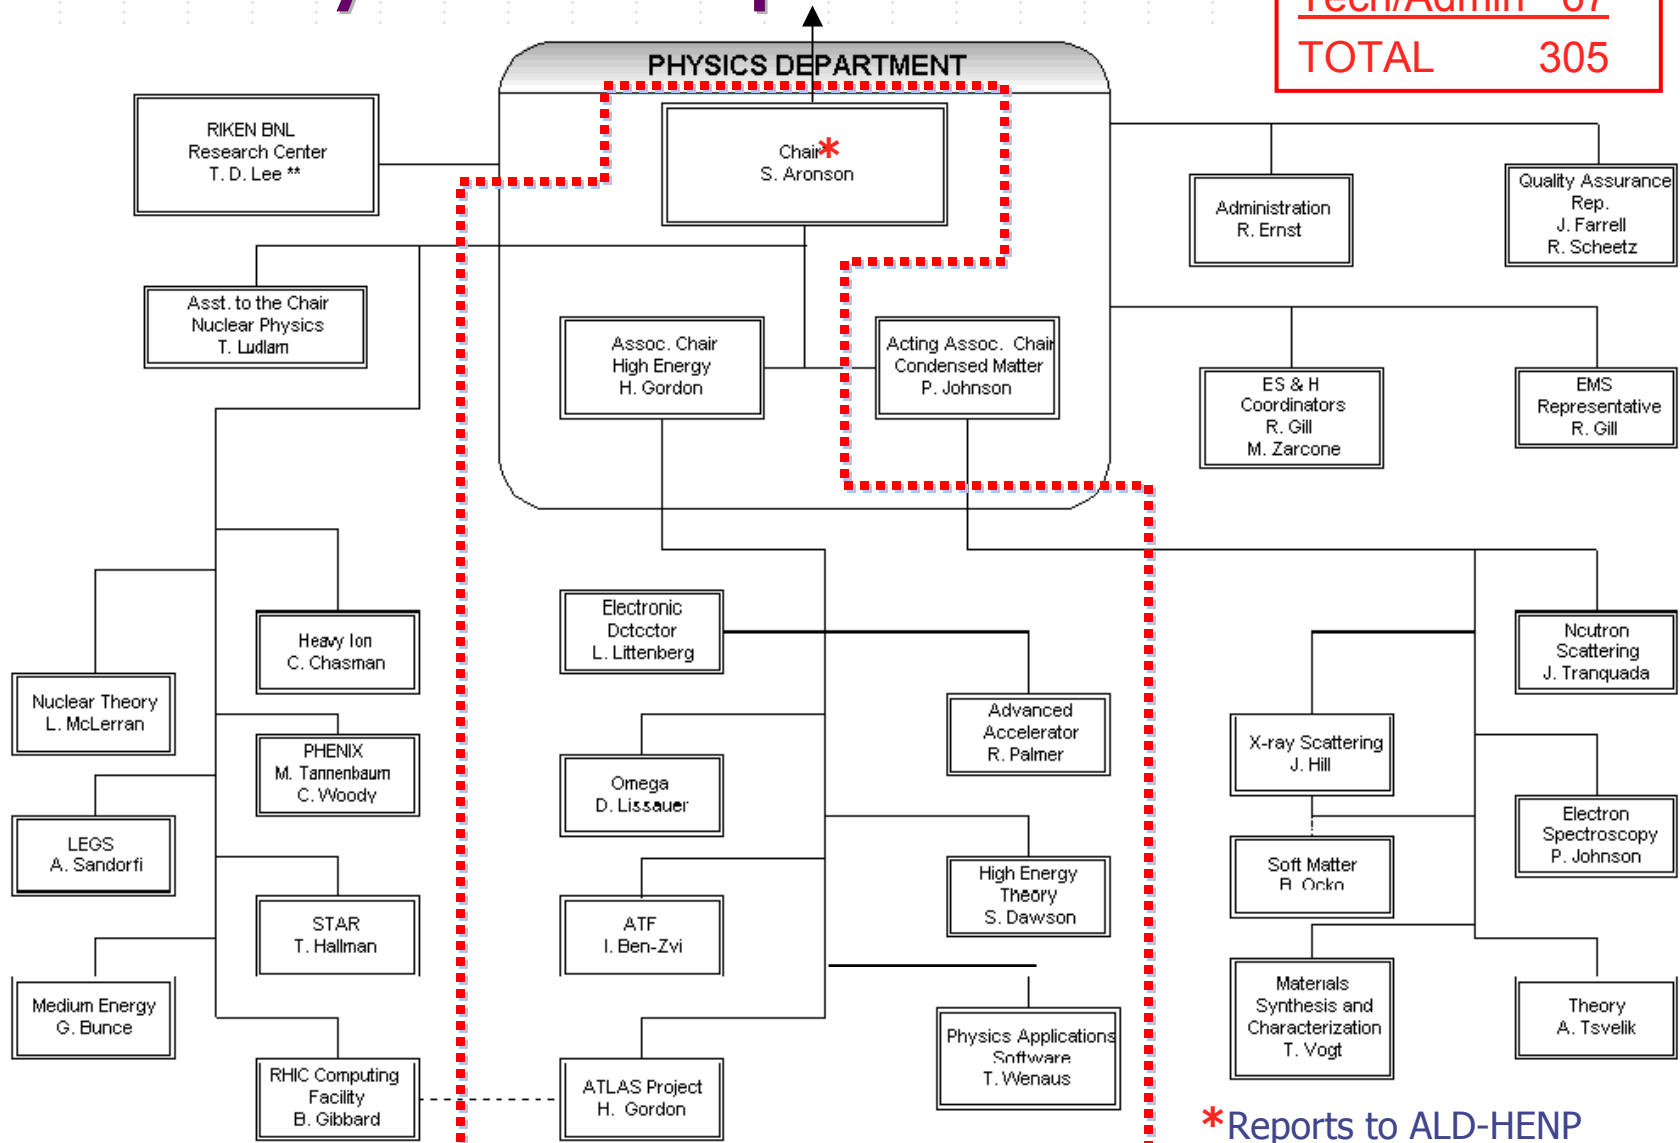 Tech/Admin 67
TOTAL 305
PHYSICS DEPARTMENT
RIKEN BNL
Research Center
T. D. Lee **
Chair*
S. Aronson
Administration
R. Ernst
Quality Assurance
Rep.
J. Farrell
R. Scheetz
Asst. to the Chair
Nuclear Physics
T. Ludlam
Assoc. Chair
High Energy
H. Gordon
Acting Assoc. Chair
Condensed Matter
P. Johnson
ES & H
Coordinators
R. Gill
M. Zarcone
EMS
Representative
R. Gill
Heavy Ion
C. Chasman
Nuclear Theory
L. McLerran
PHENIX
M. Tannenbaum
C. Woody
LEGS
A. Sandorfi
STAR
T. Hallman
Medium Energy
G. Bunce
RHIC Computing
Facility
B. Gibbard
Electronic
Detector
L. Littenberg
Advanced
Accelerator
R. Palmer
Omega
D. Lissauer
High Energy
Theory
S. Dawson
ATF
I. Ben-Zvi
Physics Applications
Software
T. Wenaus
ATLAS Project
H. Gordon
Neutron
Scattering
J. Tranquada
X-ray Scattering
J. Hill
Electron
Spectroscopy
P. Johnson
Soft Matter
B. Ocko
Materials
Synthesis and
Characterization
T. Vogt
Theory
A. Tsvelik
*Reports to ALD-HENP